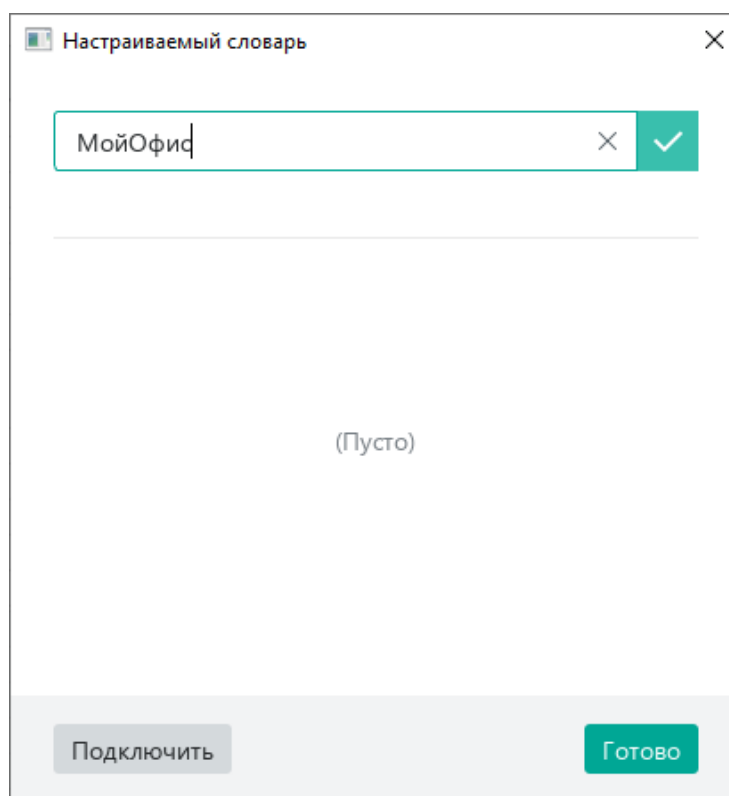 Настраиваемый словарь
МойОфис
(Пусто)
Подключить
Готово